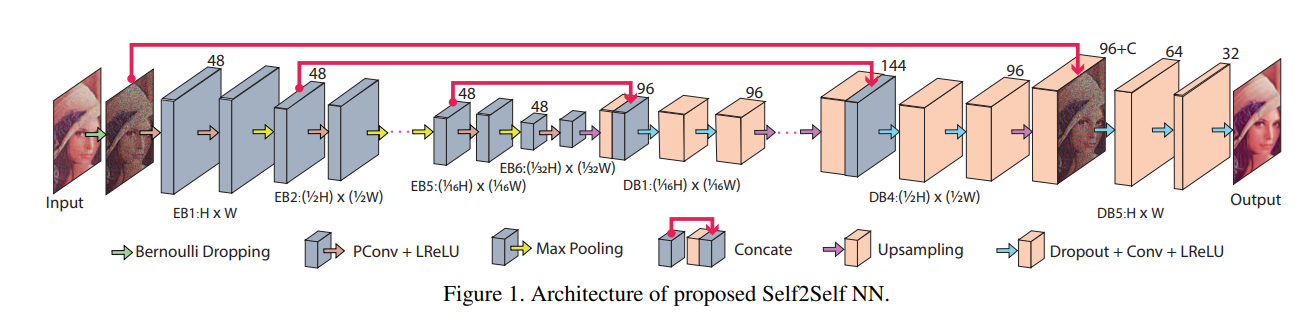 96+C
48
64
32
48
144
96
48
96
96
48
Input
EB1:H x W
EB2:(½H) x (½W)
EB5:(¹⁄₁₆H) x (¹⁄₁₆W)
EB6:(¹⁄₃₂H) x (¹⁄₃₂W)
DB1:(¹⁄₁₆H) x (¹⁄₁₆W)
DB4:(½H) x (½W)
DB5:H x W
Output
Bernoulli Dropping
PConv + LReLU
Max Pooling
Concate
Upsampling
Dropout + Conv + LReLU
Figure 1. Architecture of proposed Self2Self NN.